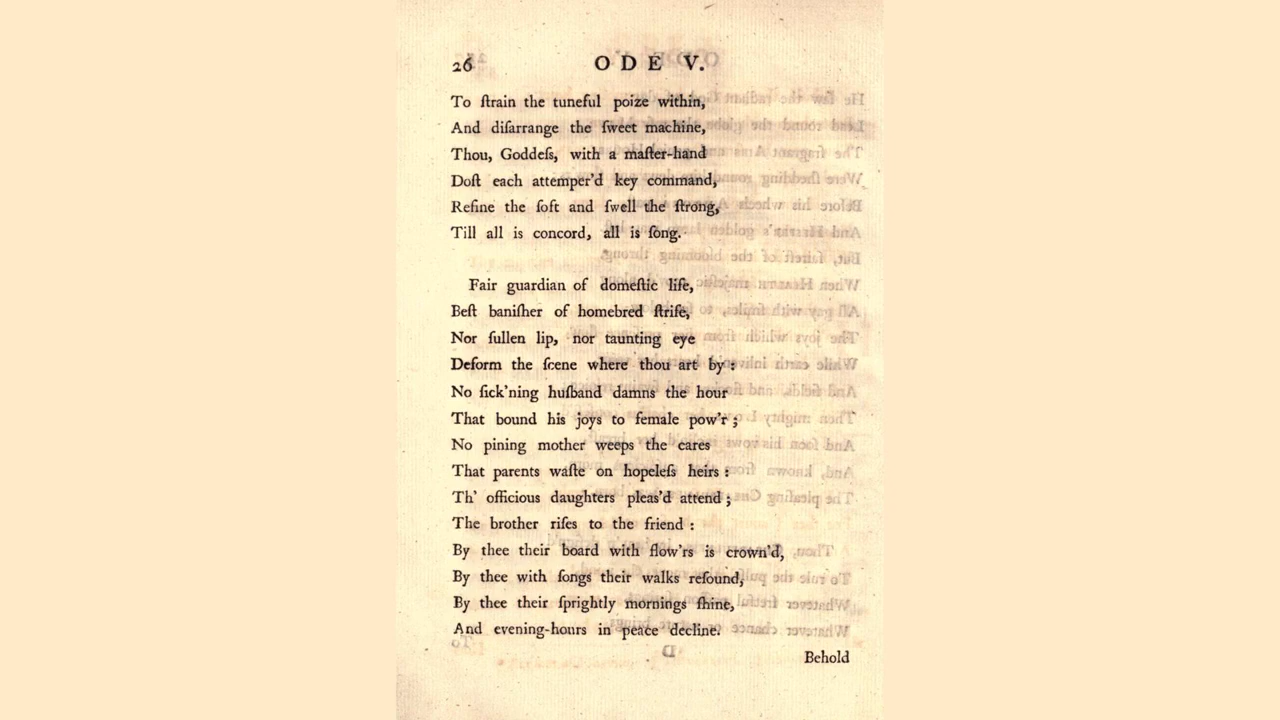 26 ODE V.
To ſtrain the tuneful poize within,
And diſarrange the ſweet machine,
Thou, Goddeſs, with a maſter-hand
Doſt each attemper'd key command,
Refine the ſoft and ſwell the ſtrong,
Till all is concord, all is ſong.
Fair guardian of domeſtic life,
Beſt baniſher of homebred ſtrife,
Nor ſullen lip, nor taunting eye
Deform the ſcene where thou art by :
No ſick'ning huſband damns the hour
That bound his joys to female pow'r ;
No pining mother weeps the cares
That parents waſte on hopeleſs heirs :
Th' officious daughters pleas'd attend ;
The brother riſes to the friend :
By thee their board with flow'rs is crown'd,
By thee with ſongs their walks reſound,
By thee their ſprightly mornings ſhine,
And evening-hours in peace decline.
Behold